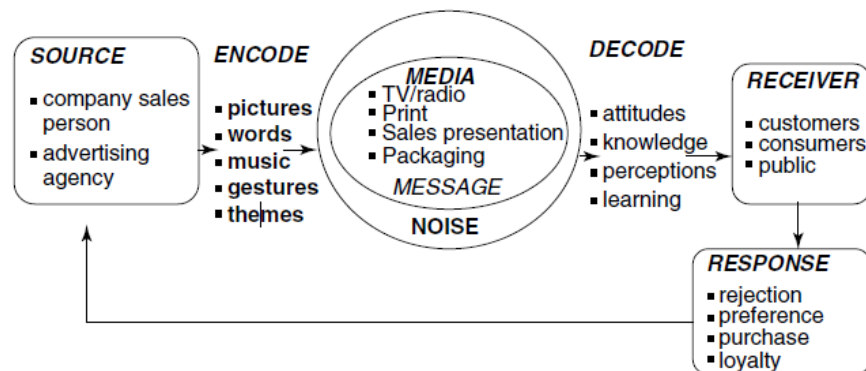 SOURCE
▪ company sales
person
▪ advertising
agency
ENCODE
▪ pictures
▪ words
▪ music
▪ gestures
▪ themes
MEDIA
▪ TV/radio
▪ Print
▪ Sales presentation
▪ Packaging
MESSAGE
NOISE
DECODE
▪ attitudes
▪ knowledge
▪ perceptions
▪ learning
RECEIVER
▪ customers
▪ consumers
▪ public
RESPONSE
▪ rejection
▪ preference
▪ purchase
▪ loyalty